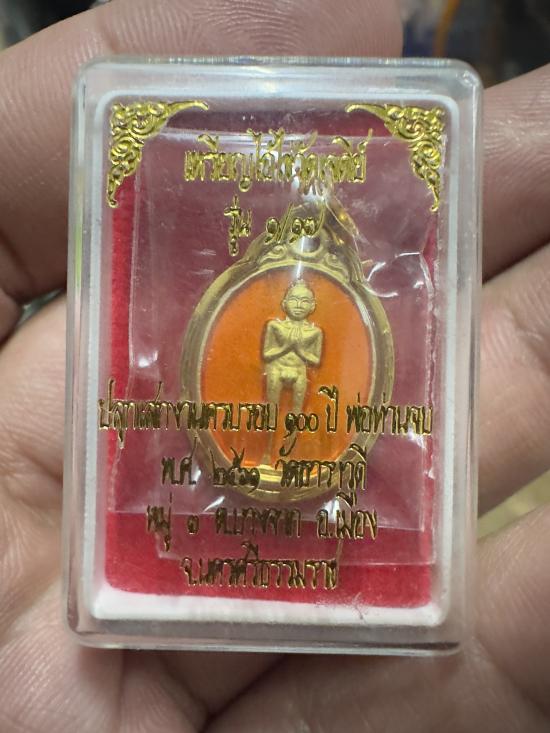 เหรียญไอ้ไข่วัดเจดีย์
รุ่น ๑/๑๗
ปลุกเสกงานครบรอบ ๑๐๐ ปี พ่อท่านจบ
พ.ศ. ๒๕๖๑ วัดธาราวดี
หมู่ ๑ ต.บางจาก อ.เมือง
จ.นครศรีธรรมราช